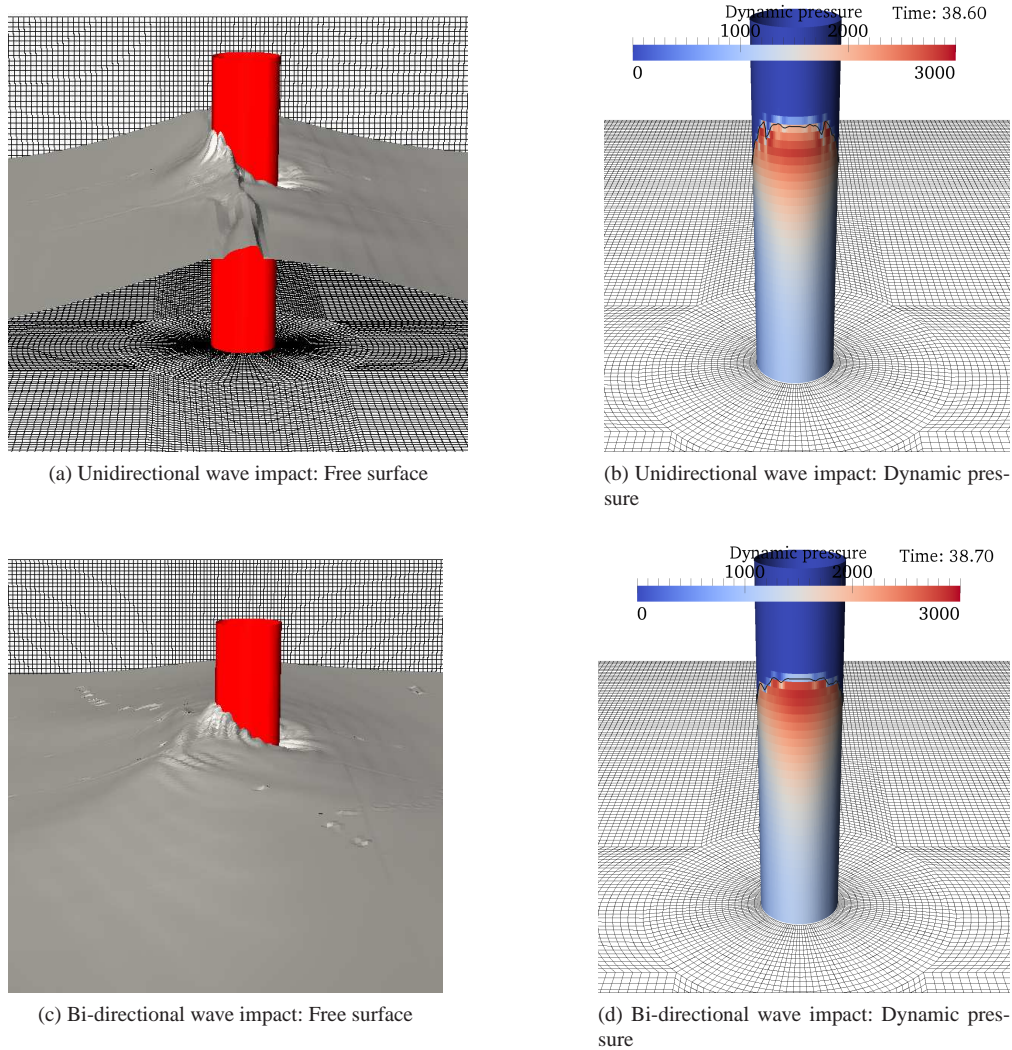 Dynamic pressure
Time: 38.60
1000
2000
0
3000
(a) Unidirectional wave impact: Free surface
(b) Unidirectional wave impact: Dynamic pres-
sure
Dynamic pressure
Time: 38.70
1000
2000
0
3000
(c) Bi-directional wave impact: Free surface
(d) Bi-directional wave impact: Dynamic pres-
sure